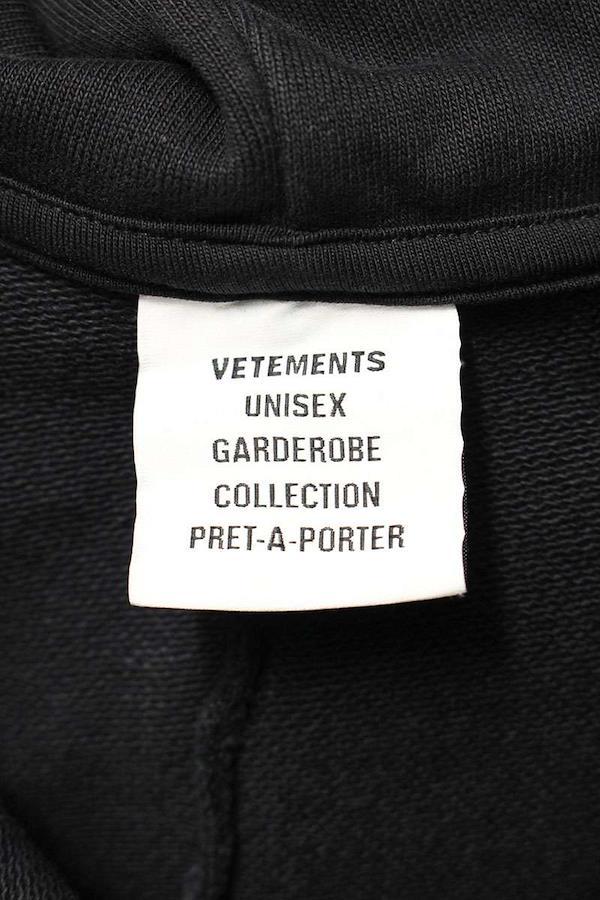 VETEMENTS
UNISEX
GARDEROBE
COLLECTION
PRET-A-PORTER